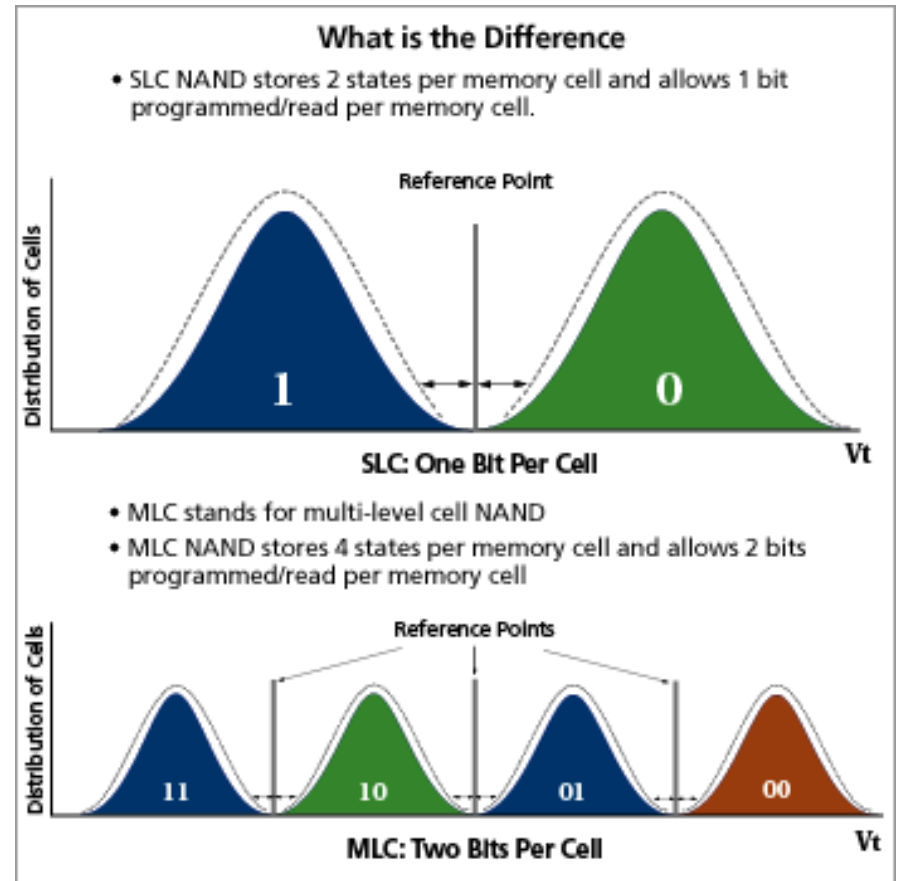 What is the Difference
• SLC NAND stores 2 states per memory cell and allows 1 bit
programmed/read per memory cell.
Reference Point
Distribution of Cells
1
0
Vt
SLC: One Bit Per Cell
• MLC stands for multi-level cell NAND
• MLC NAND stores 4 states per memory cell and allows 2 bits
programmed/read per memory cell
Reference Points
Distribution of Cells
11
10
01
00
Vt
MLC: Two Bits Per Cell